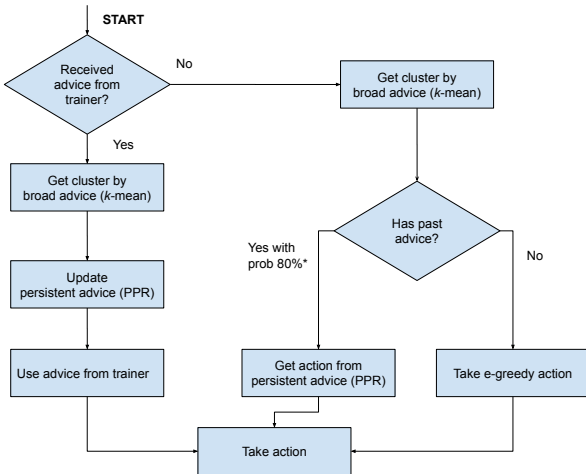 START
Received
advice from
trainer?
No
Get cluster by
broad advice (k-mean)
Yes
Get cluster by
broad advice (k-mean)
Has past
advice?
Yes with
prob 80%*
No
Update
persistent advice (PPR)
Use advice from trainer
Get action from
persistent advice (PPR)
Take e-greedy action
Take action